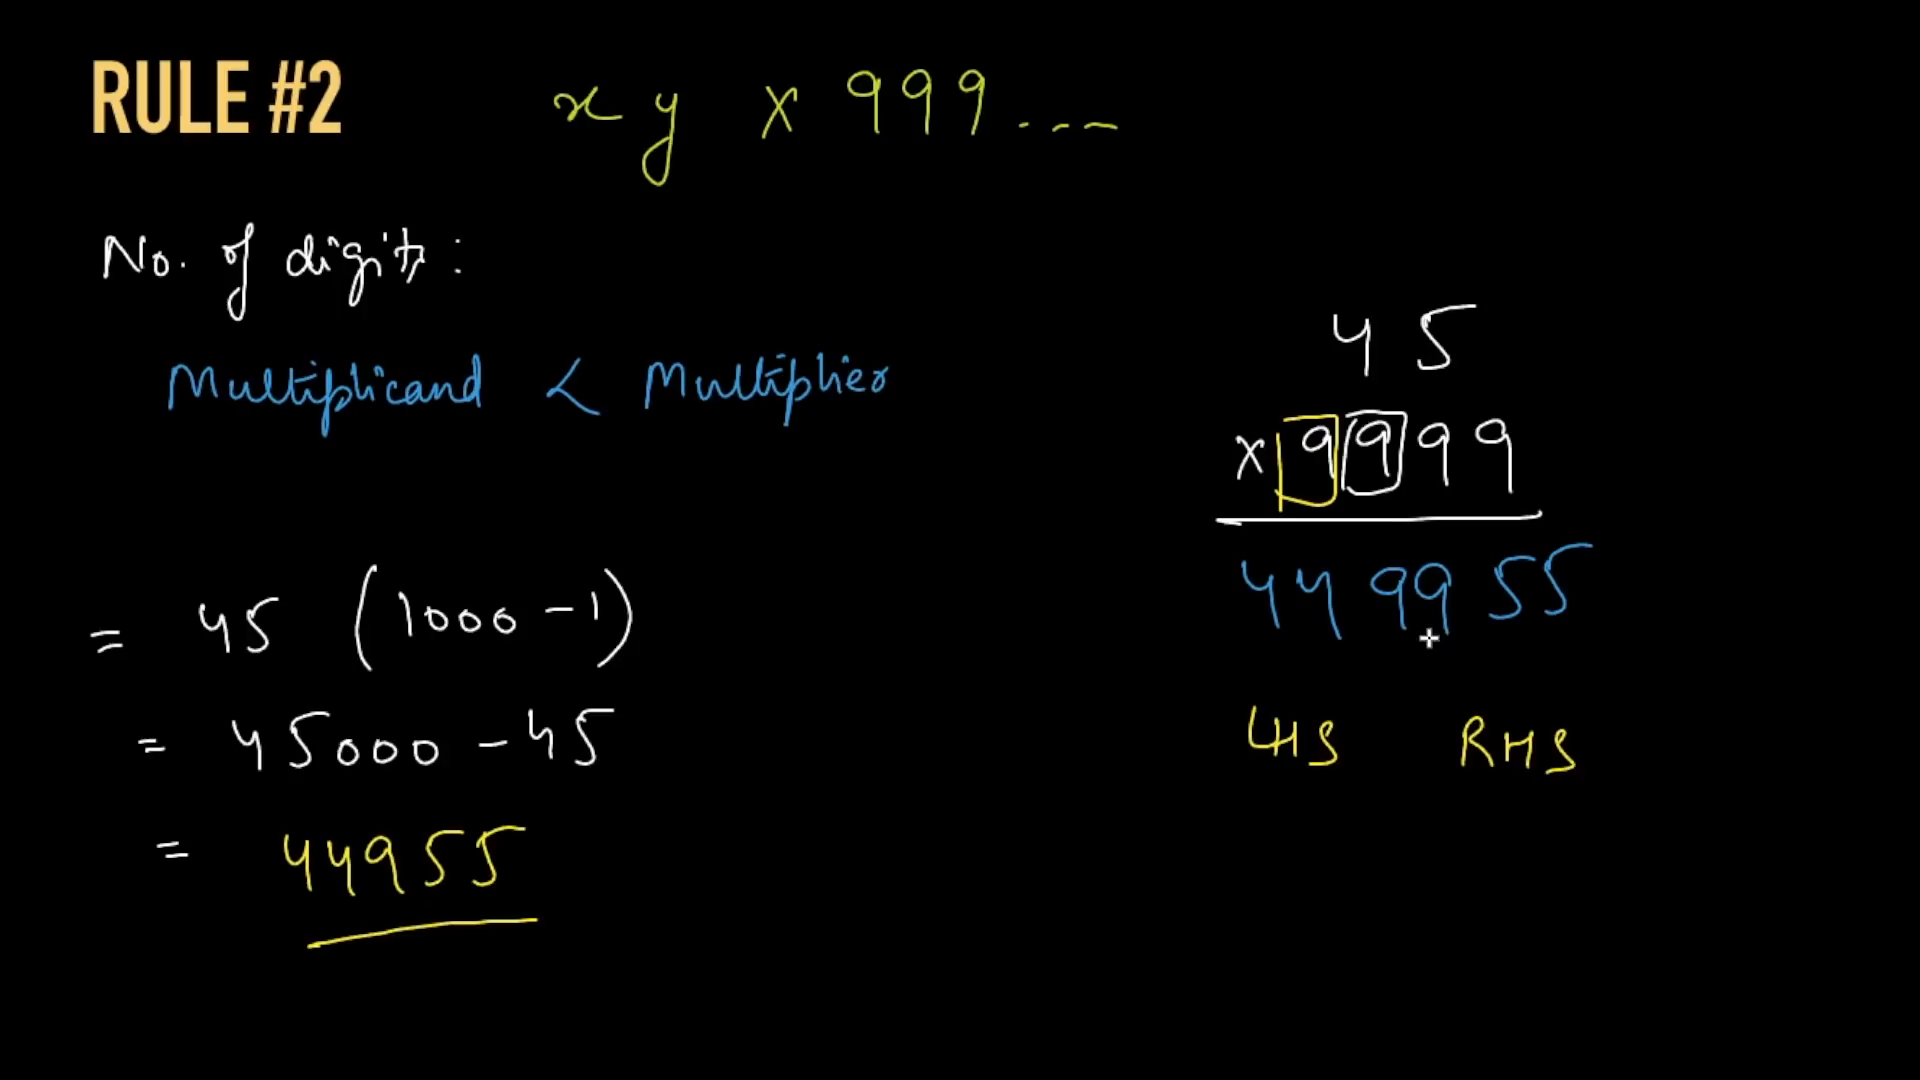 RULE #2
x y × 999...
No. of digits:
Multiplicand < Multiplier
= 45 (1000 - 1)
= 45000 - 45
= 44955
45
× 9999
449955
LHS RHS